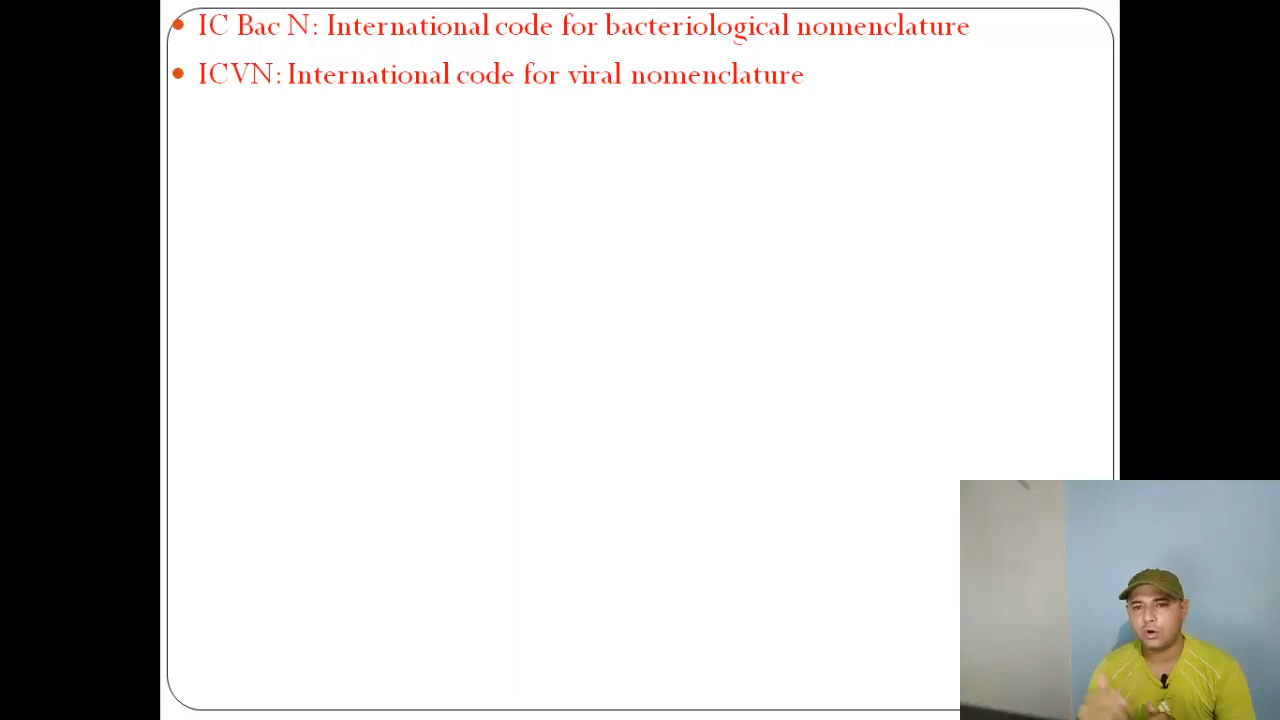 IC Bac N: International code for bacteriological nomenclature
ICVN: International code for viral nomenclature